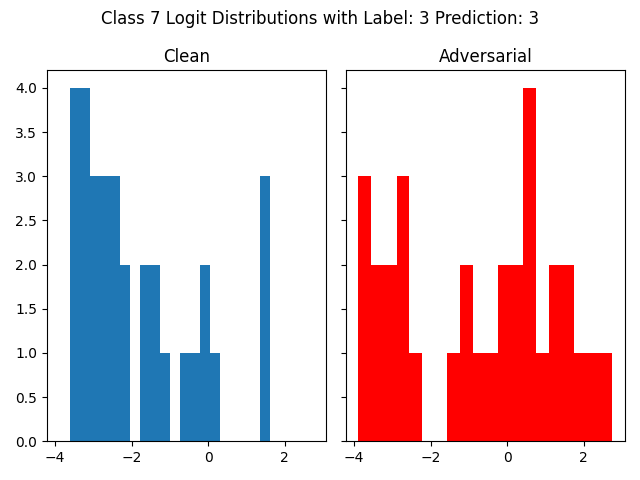 Class 7 Logit Distributions with Label: 3 Prediction: 3
Clean
Adversarial
4.0
3.5
3.0
2.5
2.0
1.5
1.0
0.5
0.0
−4 −2 0 2
−4 −2 0 2